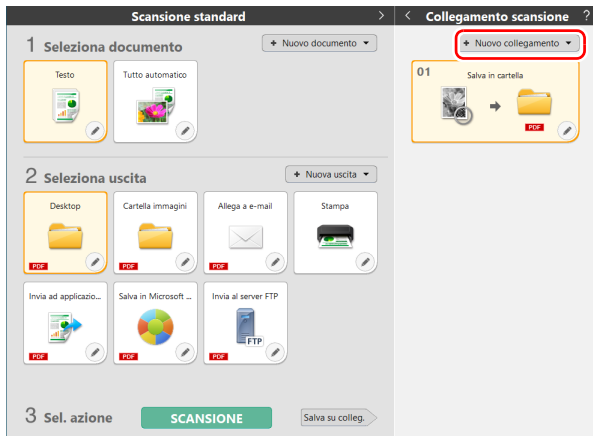 Scansione standard >
1 Seleziona documento
+ Nuovo documento
Testo
Tutto automatico
2 Seleziona uscita
+ Nuova uscita
Desktop
PDF
Cartella immagini
PDF
Allega a e-mail
PDF
Stampa
Invia ad applicazio...
PDF
Salva in Microsoft ...
PDF
Invia al server FTP
FTP
PDF
3 Sel. azione
SCANSIONE
Salva su colleg.
< Collegamento scansione ?
+ Nuovo collegamento
01 Salva in cartella
PDF